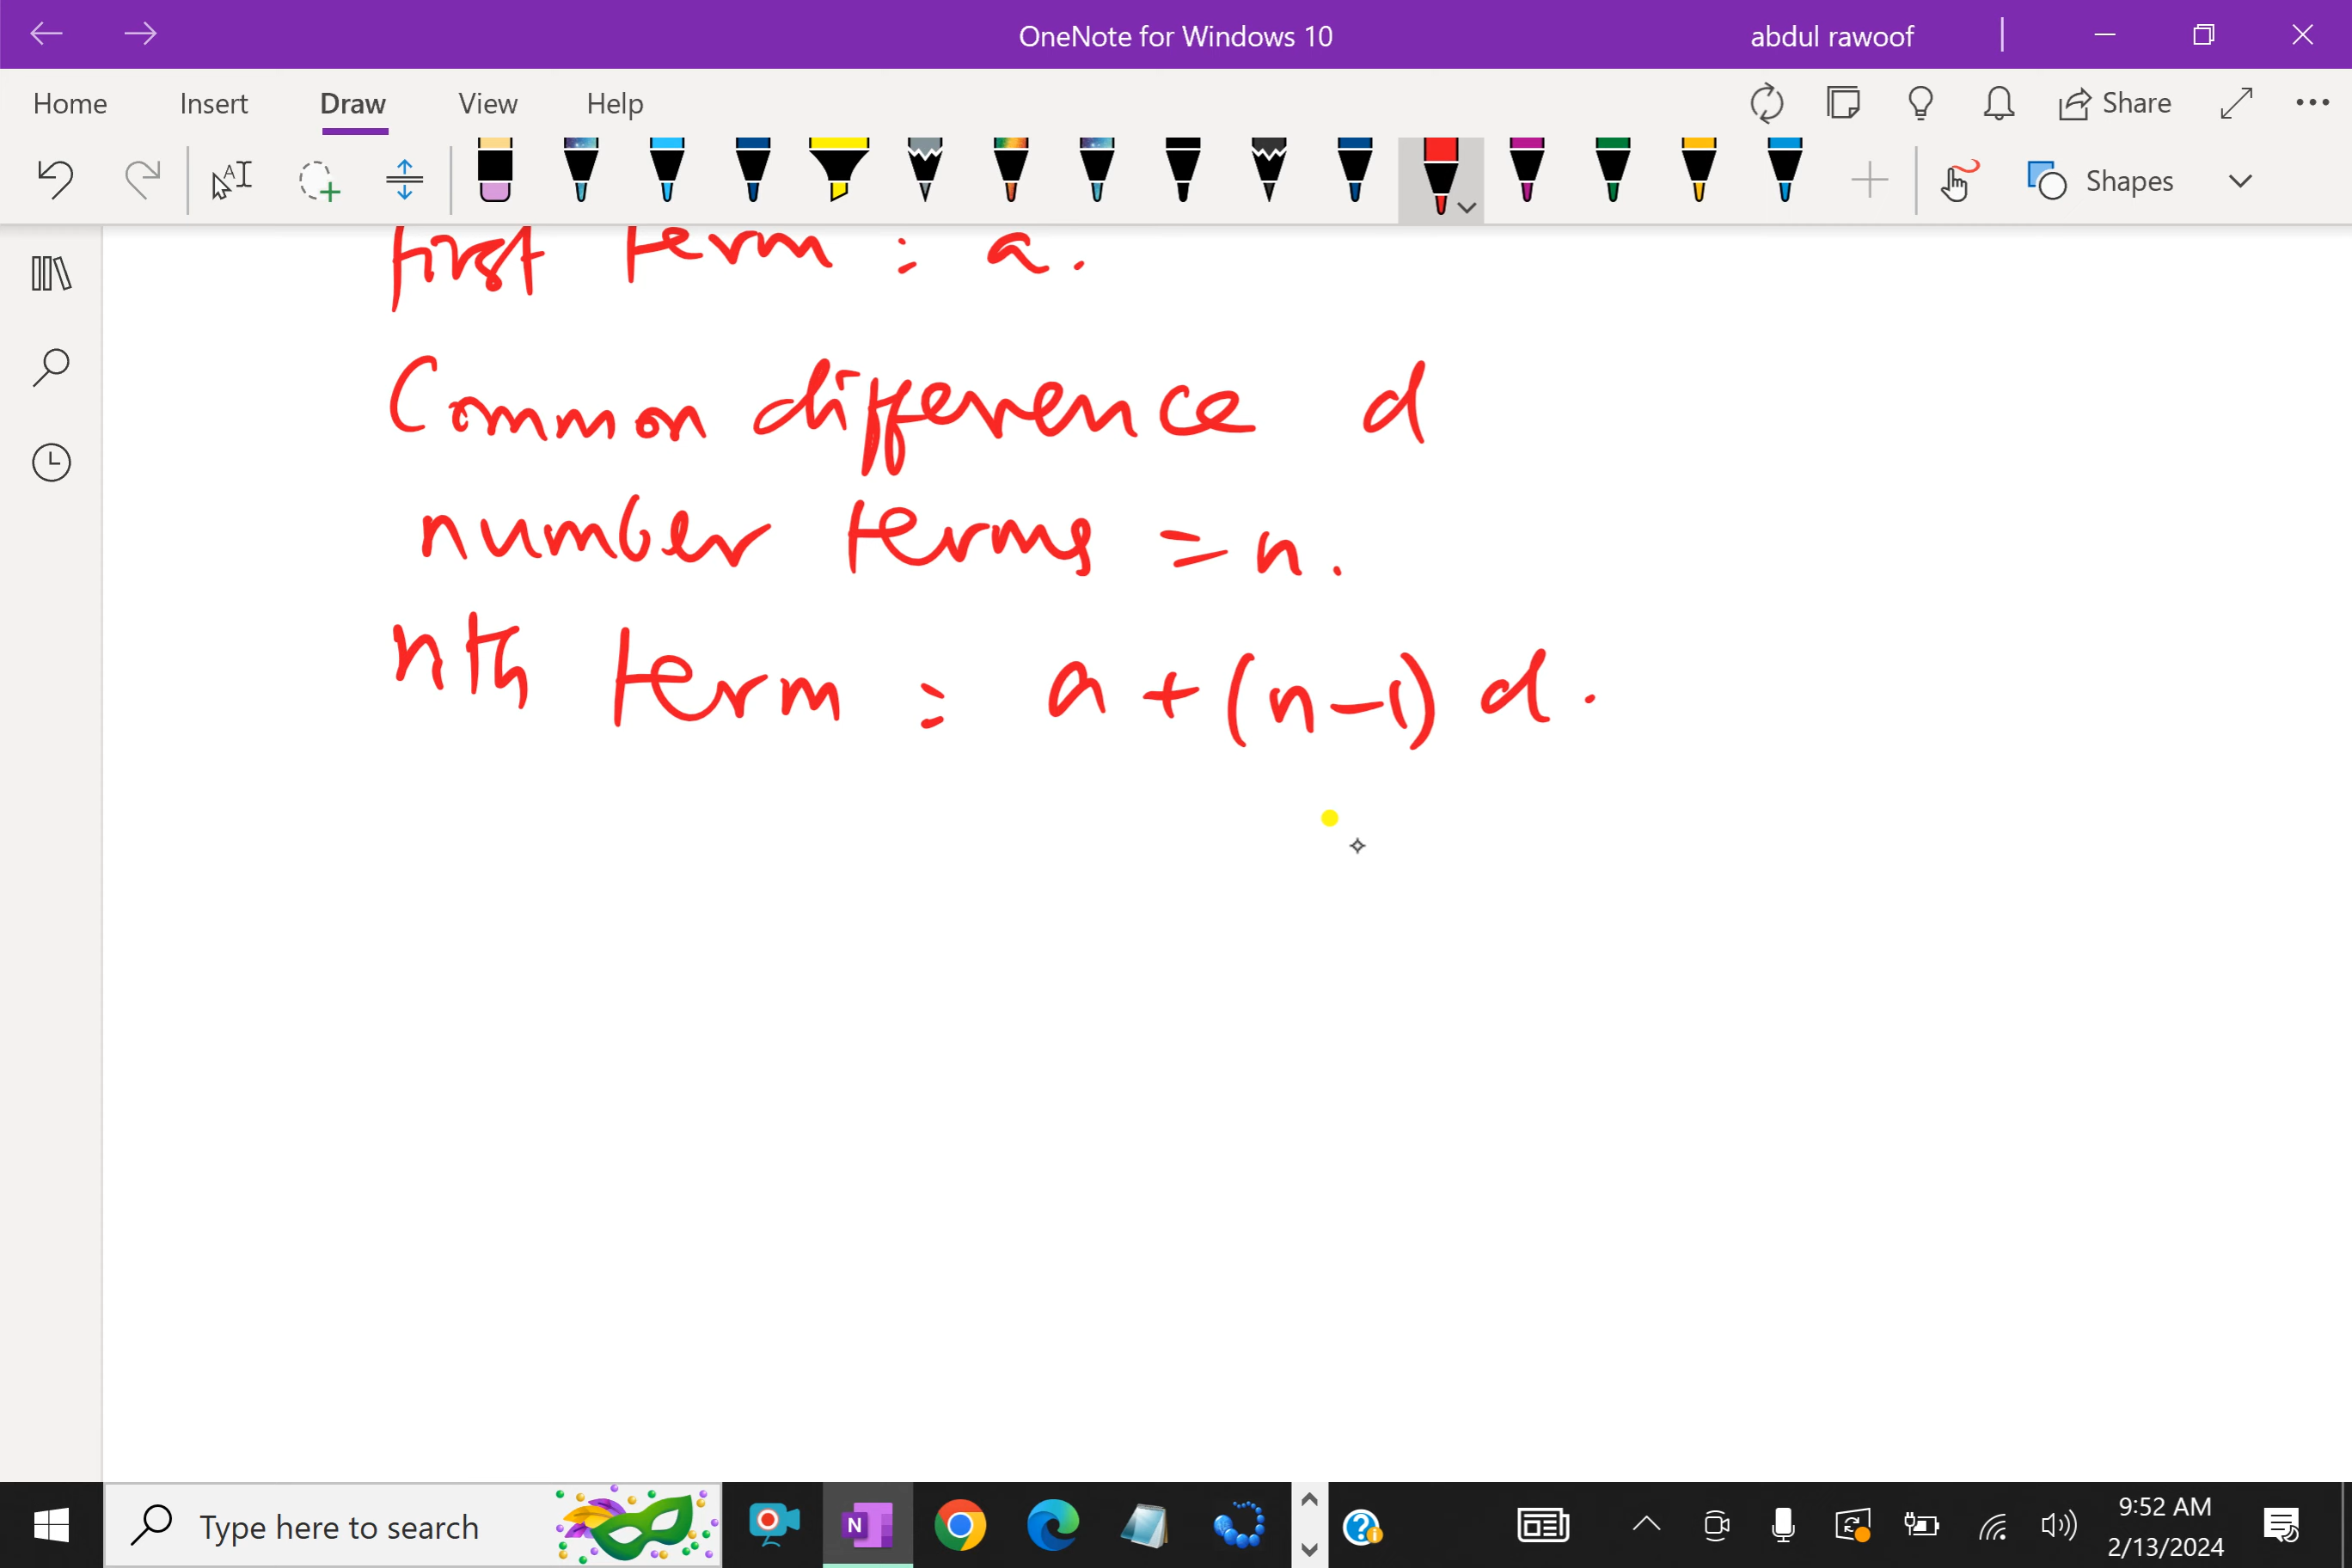 OneNote for Windows 10 abdul rawoof
Home Insert Draw View Help Share
Shapes
first term : a.
Common difference d
number terms = n.
nth term : a + (n-1) d.
Type here to search
9:52 AM
2/13/2024